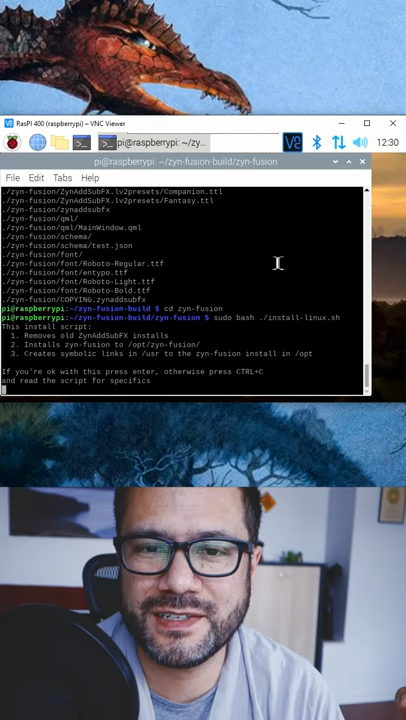 RasPI 400 (raspberrypi) - VNC Viewer
pi@raspberrypi: ~/zy...
12:30
pi@raspberrypi: ~/zyn-fusion-build/zyn-fusion
File Edit Tabs Help
./zyn-fusion/ZynAddSubFX.lv2presets/Companion.ttl
./zyn-fusion/ZynAddSubFX.lv2presets/Fantasy.ttl
./zyn-fusion/zynaddsubfx
./zyn-fusion/qml/
./zyn-fusion/qml/MainWindow.qml
./zyn-fusion/schema/
./zyn-fusion/schema/test.json
./zyn-fusion/font/
./zyn-fusion/font/Roboto-Regular.ttf
./zyn-fusion/font/entypo.ttf
./zyn-fusion/font/Roboto-Light.ttf
./zyn-fusion/font/Roboto-Bold.ttf
./zyn-fusion/COPYING.zynaddsubfx
pi@raspberrypi:~/zyn-fusion-build $ cd zyn-fusion
pi@raspberrypi:~/zyn-fusion-build/zyn-fusion $ sudo bash ./install-linux.sh
This install script:
1. Removes old ZynAddSubFX installs
2. Installs zyn-fusion to /opt/zyn-fusion/
3. Creates symbolic links in /usr to the zyn-fusion install in /opt
If you're ok with this press enter, otherwise press CTRL+C
and read the script for specifics